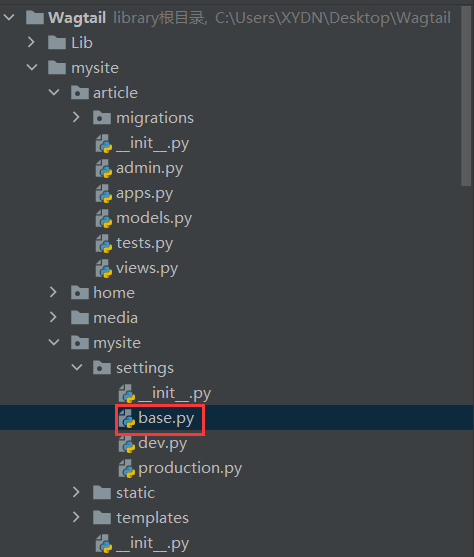 Wagtail library根目录, C:\Users\XYDN\Desktop\Wagtail
Lib
mysite
article
migrations
__init__.py
admin.py
apps.py
models.py
tests.py
views.py
home
media
mysite
settings
__init__.py
base.py
dev.py
production.py
static
templates
__init__.py